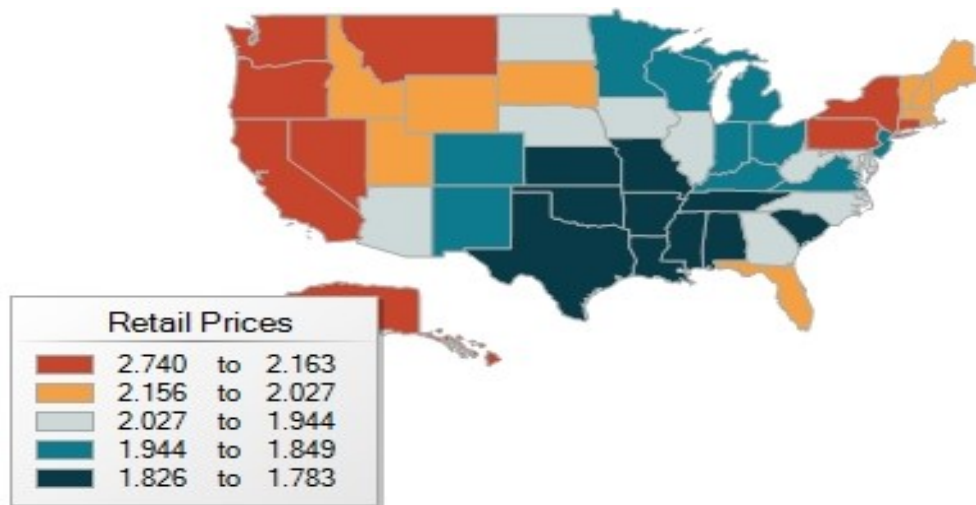 Retail Prices
2.740 to 2.163
2.156 to 2.027
2.027 to 1.944
1.944 to 1.849
1.826 to 1.783